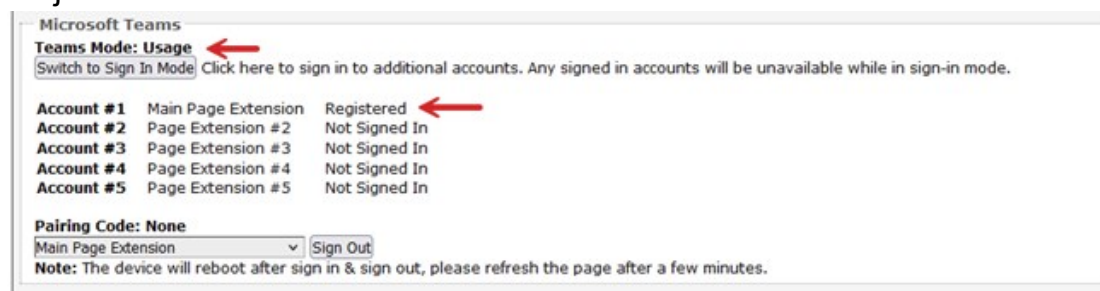 Microsoft Teams
Teams Mode: Usage
Switch to Sign In Mode Click here to sign in to additional accounts. Any signed in accounts will be unavailable while in sign-in mode.
Account #1 Main Page Extension Registered
Account #2 Page Extension #2 Not Signed In
Account #3 Page Extension #3 Not Signed In
Account #4 Page Extension #4 Not Signed In
Account #5 Page Extension #5 Not Signed In
Pairing Code: None
Main Page Extension Sign Out
Note: The device will reboot after sign in & sign out, please refresh the page after a few minutes.